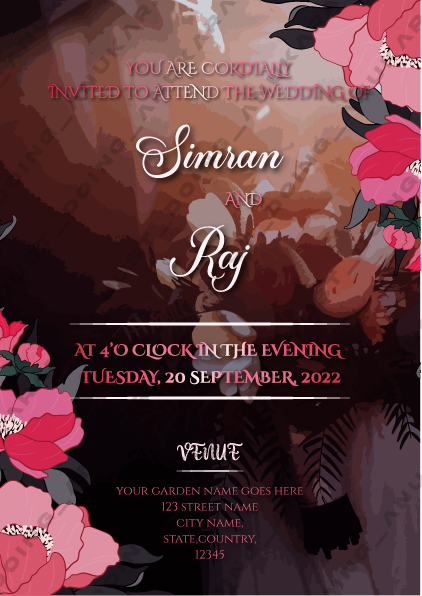 YOU ARE CORDIALY
INVITED TO ATTEND THE WEDDING OF
Simran
AND
Raj
AT 4'O CLOCK IN THE EVENING
TUESDAY, 20 SEPTEMBER, 2022
VENUE
YOUR GARDEN NAME GOES HERE
123 STREET NAME
CITY NAME,
STATE,COUNTRY,
12345